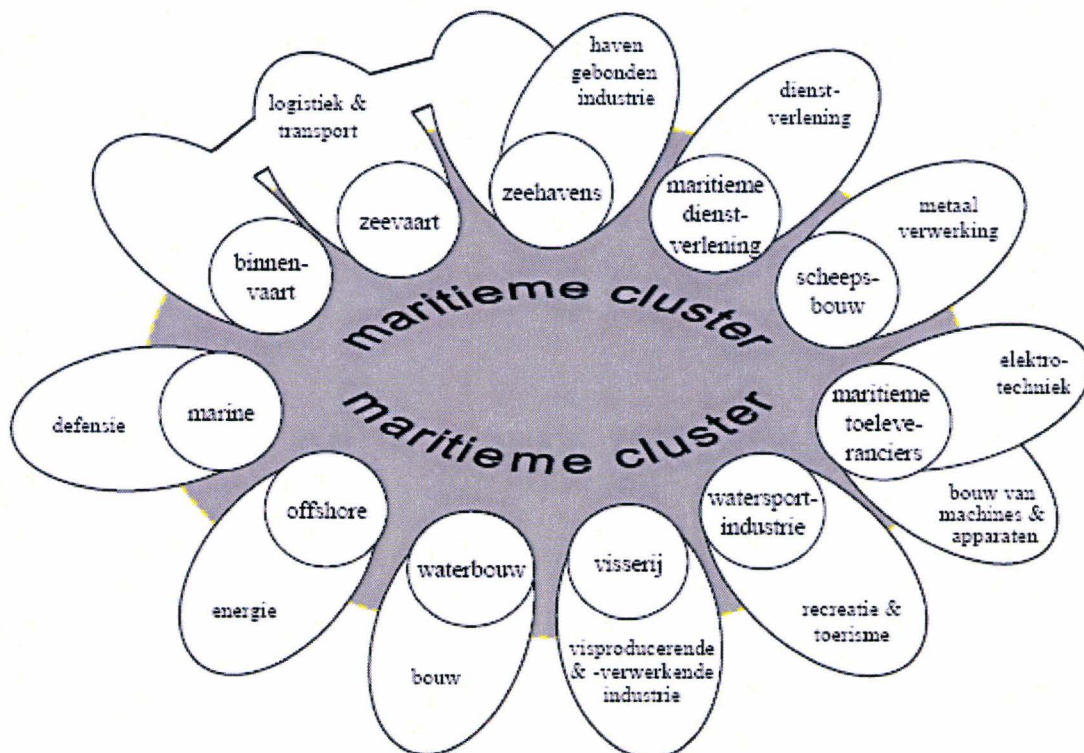 haven
gebonden
industrie
zeehavens
dienst-
verlening
maritieme
dienst-
verlening
metaal
verwerking
scheeps-
bouw
elektro-
techniek
maritieme
toeleve-
ranciers
bouw van
machines &
apparaten
watersport-
industrie
recreatie &
toerisme
visserij
visproducerende
& -verwerkende
industrie
waterbouw
bouw
offshore
energie
marine
defensie
binnen-
vaart
logistiek &
transport
zeevaart
maritieme cluster
maritieme cluster